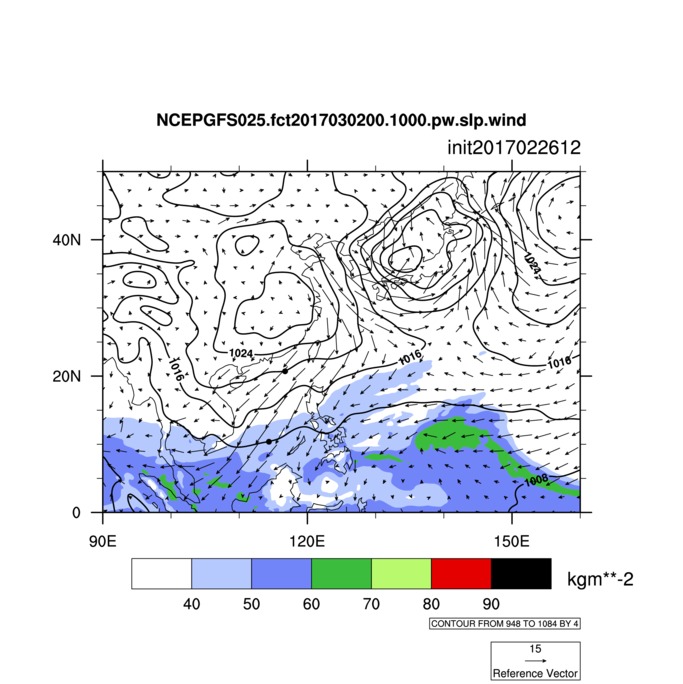 NCEPGFS025.fct2017030200.1000.pw.slp.wind
init2017022612
40N
1024
1024
1016
1016
1016
20N
1008
0
90E 120E 150E
40 50 60 70 80 90 kgm**-2
CONTOUR FROM 948 TO 1084 BY 4
15
Reference Vector